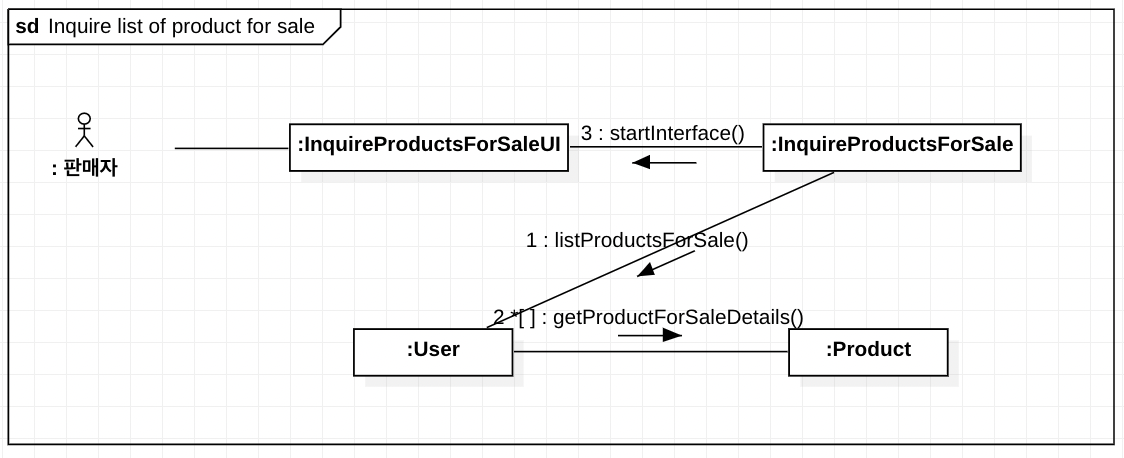 sd Inquire list of product for sale
3 : startInterface()
:InquireProductsForSaleUI
:InquireProductsForSale
: 판매자
1 : listProductsForSale()
2 *[ ] : getProductForSaleDetails()
:User
:Product